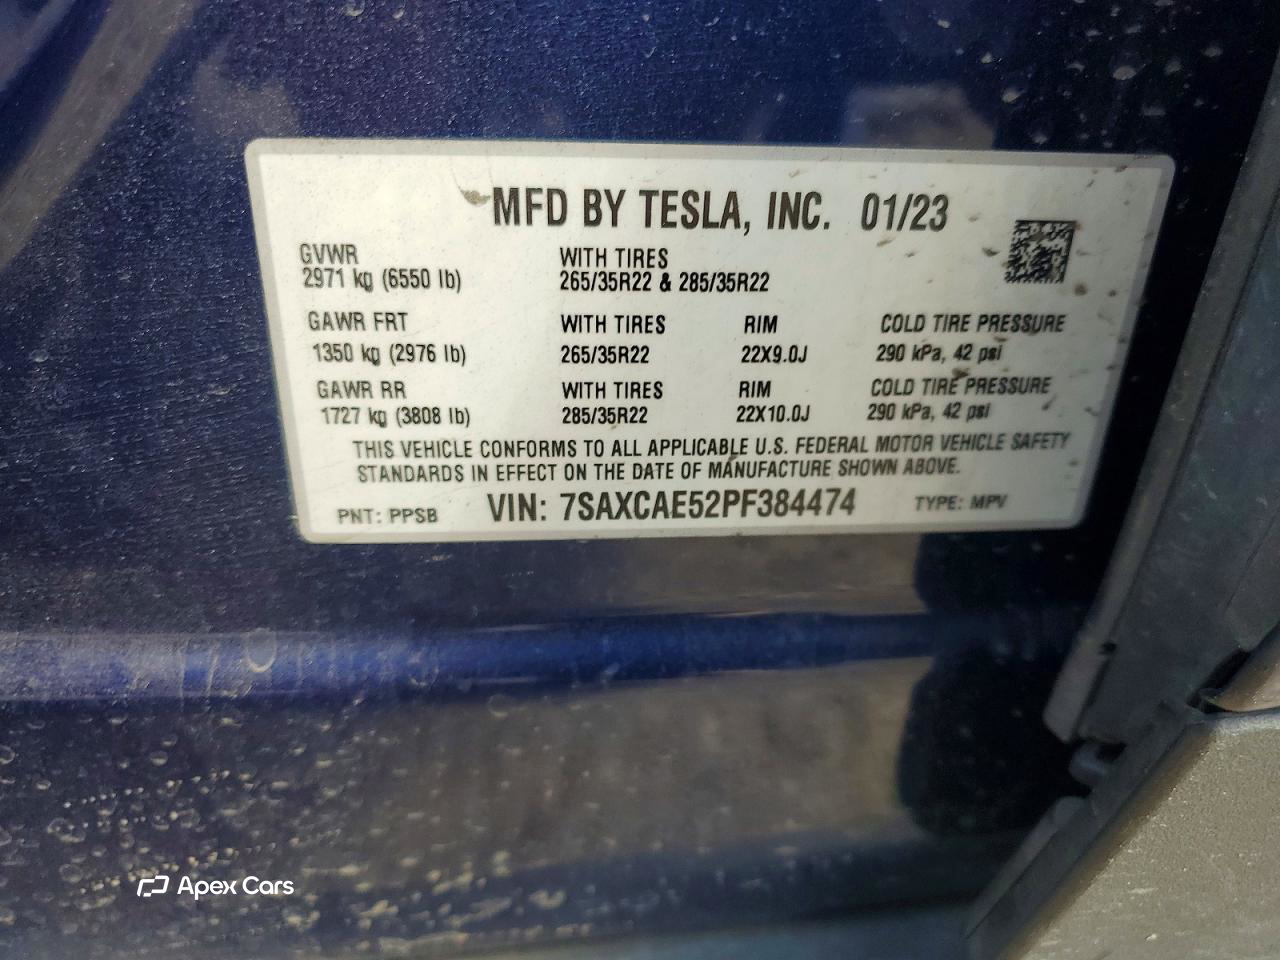 MFD BY TESLA, INC. 01/23
GVWR WITH TIRES
2971 kg (6550 lb) 265/35R22 & 285/35R22
GAWR FRT WITH TIRES RIM COLD TIRE PRESSURE
1350 kg (2976 lb) 265/35R22 22X9.0J 290 kPa, 42 psi
GAWR RR WITH TIRES RIM COLD TIRE PRESSURE
1727 kg (3808 lb) 285/35R22 22X10.0J 290 kPa, 42 psi
THIS VEHICLE CONFORMS TO ALL APPLICABLE U.S. FEDERAL MOTOR VEHICLE SAFETY
STANDARDS IN EFFECT ON THE DATE OF MANUFACTURE SHOWN ABOVE.
PNT: PPSB VIN: 7SAXCAE52PF384474 TYPE: MPV
Apex Cars